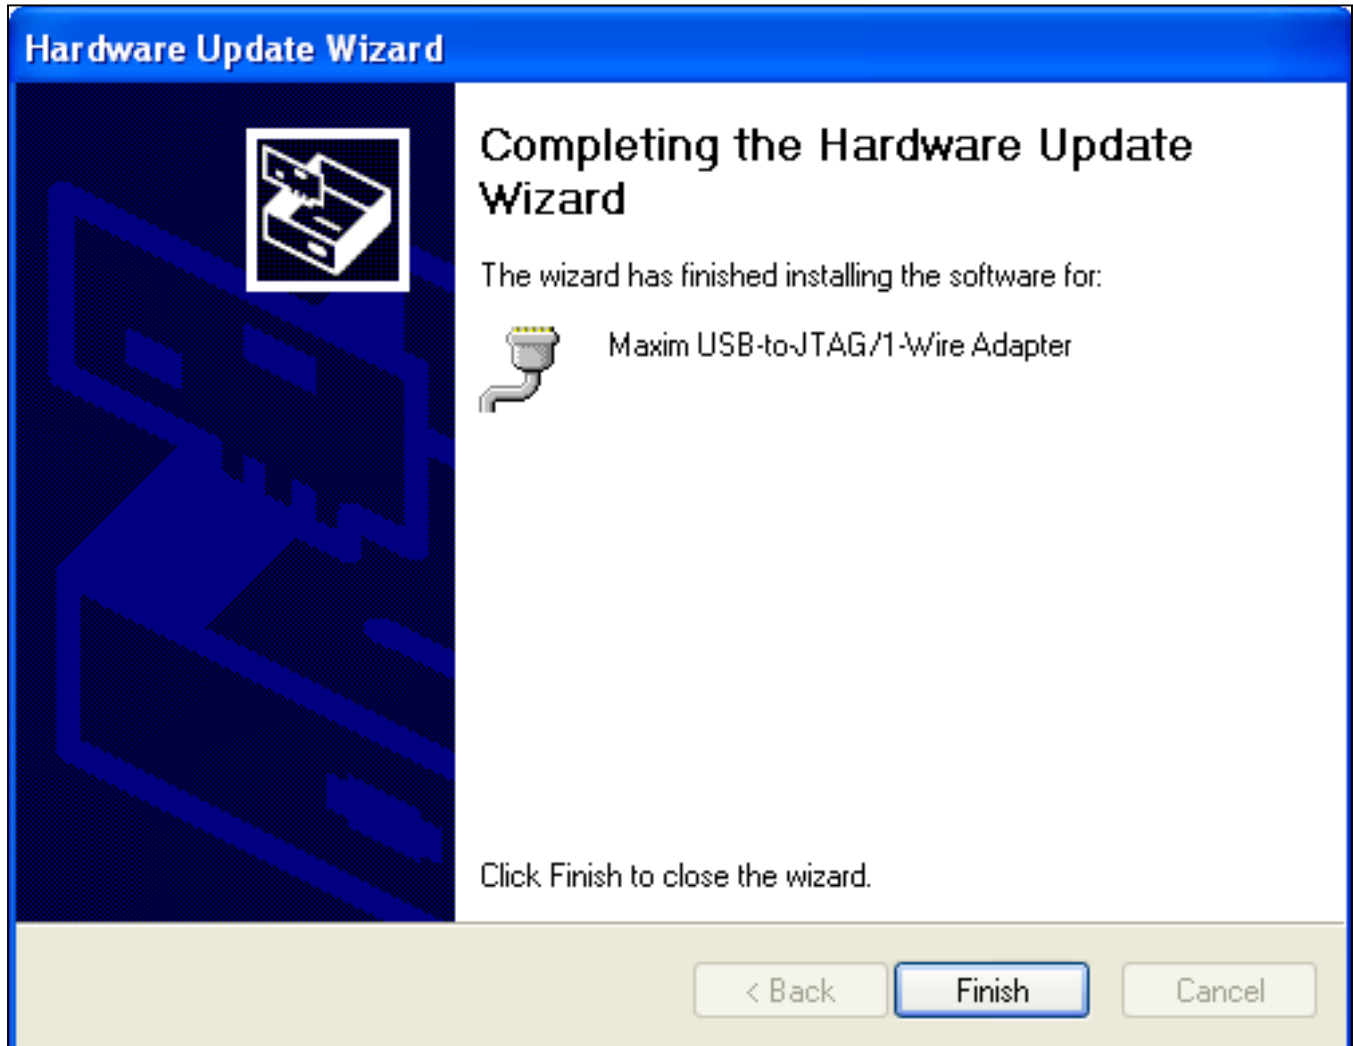 Hardware Update Wizard
Completing the Hardware Update
Wizard
The wizard has finished installing the software for:
Maxim USB-to-JTAG/1-Wire Adapter
Click Finish to close the wizard.
< Back
Finish
Cancel